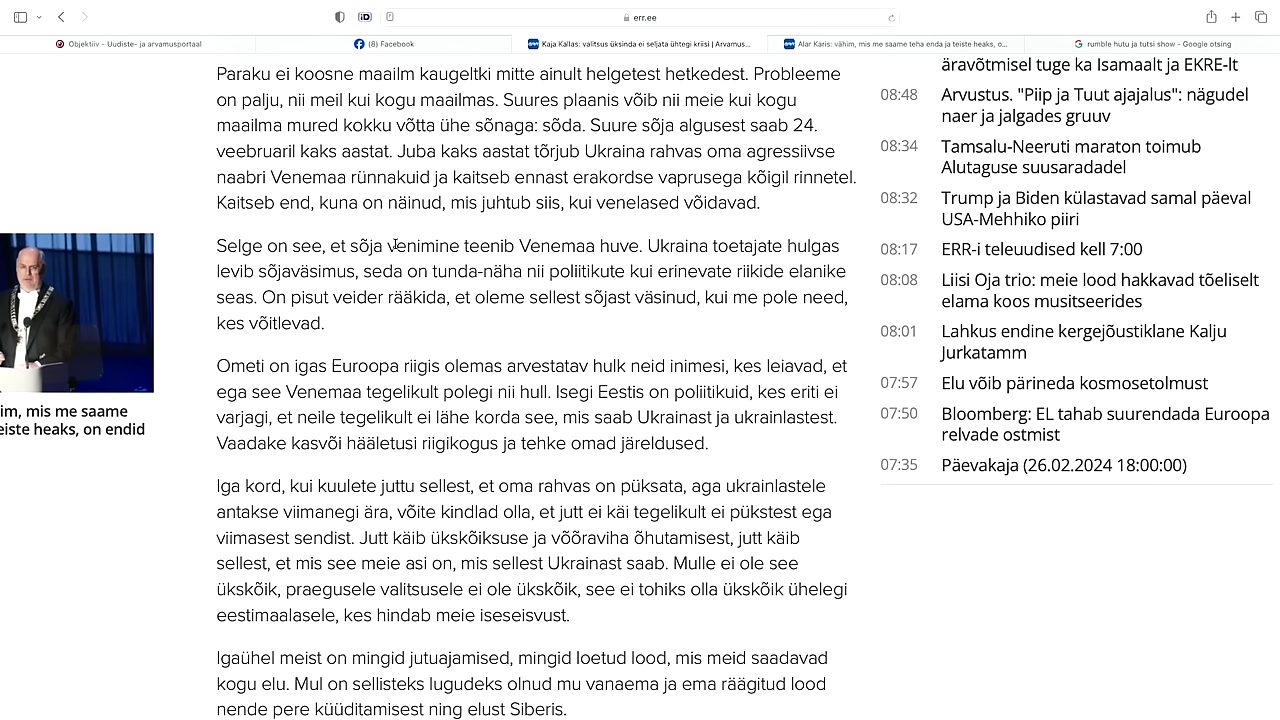 err.ee
Objektiiv - Uudiste- ja arvamusportaal
(8) Facebook
Kaja Kallas: valitsus üksinda ei seljata ühtegi kriisi | Arvamus...
Alar Karis: vähim, mis me saame teha enda ja teiste heaks, o...
rumble hutu ja tutsi show - Google otsing
Paraku ei koosne maailm kaugeltki mitte ainult helgetest hetkedest. Probleeme
on palju, nii meil kui kogu maailmas. Suures plaanis võib nii meie kui kogu
maailma mured kokku võtta ühe sõnaga: sõda. Suure sõja algusest saab 24.
veebruaril kaks aastat. Juba kaks aastat tõrjub Ukraina rahvas oma agressiivse
naabri Venemaa rünnakuid ja kaitseb ennast erakordse vaprusega kõigil rinnetel.
Kaitseb end, kuna on näinud, mis juhtub siis, kui venelased võidavad.
Selge on see, et sõja venimine teenib Venemaa huve. Ukraina toetajate hulgas
levib sõjaväsimus, seda on tunda-näha nii poliitikute kui erinevate riikide elanike
seas. On pisut veider rääkida, et oleme sellest sõjast väsinud, kui me pole need,
kes võitlevad.
Ometi on igas Euroopa riigis olemas arvestatav hulk neid inimesi, kes leiavad, et
ega see Venemaa tegelikult polegi nii hull. Isegi Eestis on poliitikuid, kes eriti ei
varjagi, et neile tegelikult ei lähe korda see, mis saab Ukrainast ja ukrainlastest.
Vaadake kasvõi hääletusi riigikogus ja tehke omad järeldused.
Iga kord, kui kuulete juttu sellest, et oma rahvas on püksata, aga ukrainlastele
antakse viimanegi ära, võite kindlad olla, et jutt ei käi tegelikult ei pükstest ega
viimasest sendist. Jutt käib ükskõiksuse ja võõraviha õhutamisest, jutt käib
sellest, et mis see meie asi on, mis sellest Ukrainast saab. Mulle ei ole see
ükskõik, praegusele valitsusele ei ole ükskõik, see ei tohiks olla ükskõik ühelegi
eestimaalasele, kes hindab meie iseseisvust.
Igaühel meist on mingid jutuajamised, mingid loetud lood, mis meid saadavad
kogu elu. Mul on sellisteks lugudeks olnud mu vanaema ja ema räägitud lood
nende pere küüditamisest ning elust Siberis.
im, mis me saame
eiste heaks, on endid
äravõtmisel tuge ka Isamaalt ja EKRE-lt
08:48 Arvustus. "Piip ja Tuut ajajalus": nägudel
naer ja jalgades gruuv
08:34 Tamsalu-Neeruti maraton toimub
Alutaguse suusaradadel
08:32 Trump ja Biden külastavad samal päeval
USA-Mehhiko piiri
08:17 ERR-i teleuudised kell 7:00
08:08 Liisi Oja trio: meie lood hakkavad tõeliselt
elama koos musitseerides
08:01 Lahkus endine kergejõustiklane Kalju
Jurkatamm
07:57 Elu võib pärineda kosmosetolmust
07:50 Bloomberg: EL tahab suurendada Euroopa
relvade ostmist
07:35 Päevakaja (26.02.2024 18:00:00)